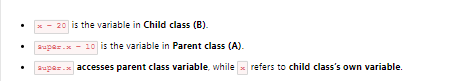 • x - 20 is the variable in Child class (B).
• super.x - 10 is the variable in Parent class (A).
• super.x accesses parent class variable, while x refers to child class's own variable.